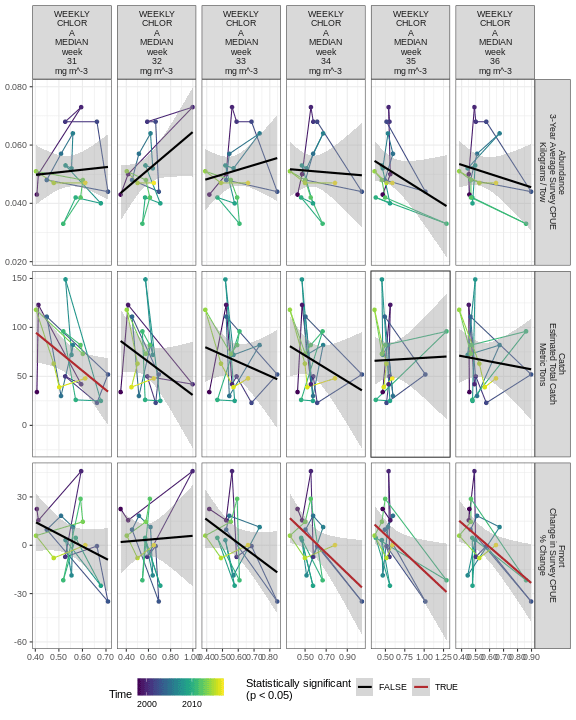 WEEKLY
CHLOR
A
MEDIAN
week
31
mg m^-3
WEEKLY
CHLOR
A
MEDIAN
week
32
mg m^-3
WEEKLY
CHLOR
A
MEDIAN
week
33
mg m^-3
WEEKLY
CHLOR
A
MEDIAN
week
34
mg m^-3
WEEKLY
CHLOR
A
MEDIAN
week
35
mg m^-3
WEEKLY
CHLOR
A
MEDIAN
week
36
mg m^-3
0.080
0.060
0.040
0.020
Abundance
3-Year Average Survey CPUE
Kilograms / Tow
150
100
50
0
Catch
Estimated Total Catch
Metric Tons
30
0
-30
-60
Fmort
Change in Survey CPUE
% Change
0.40 0.50 0.60 0.70
0.40 0.60 0.80 1.00
0.40 0.50 0.60 0.70 0.80
0.50 0.70 0.90
0.50 0.75 1.00 1.25
0.40 0.50 0.60 0.70 0.80 0.90
Time
2000 2010
Statistically significant
(p < 0.05)
FALSE
TRUE